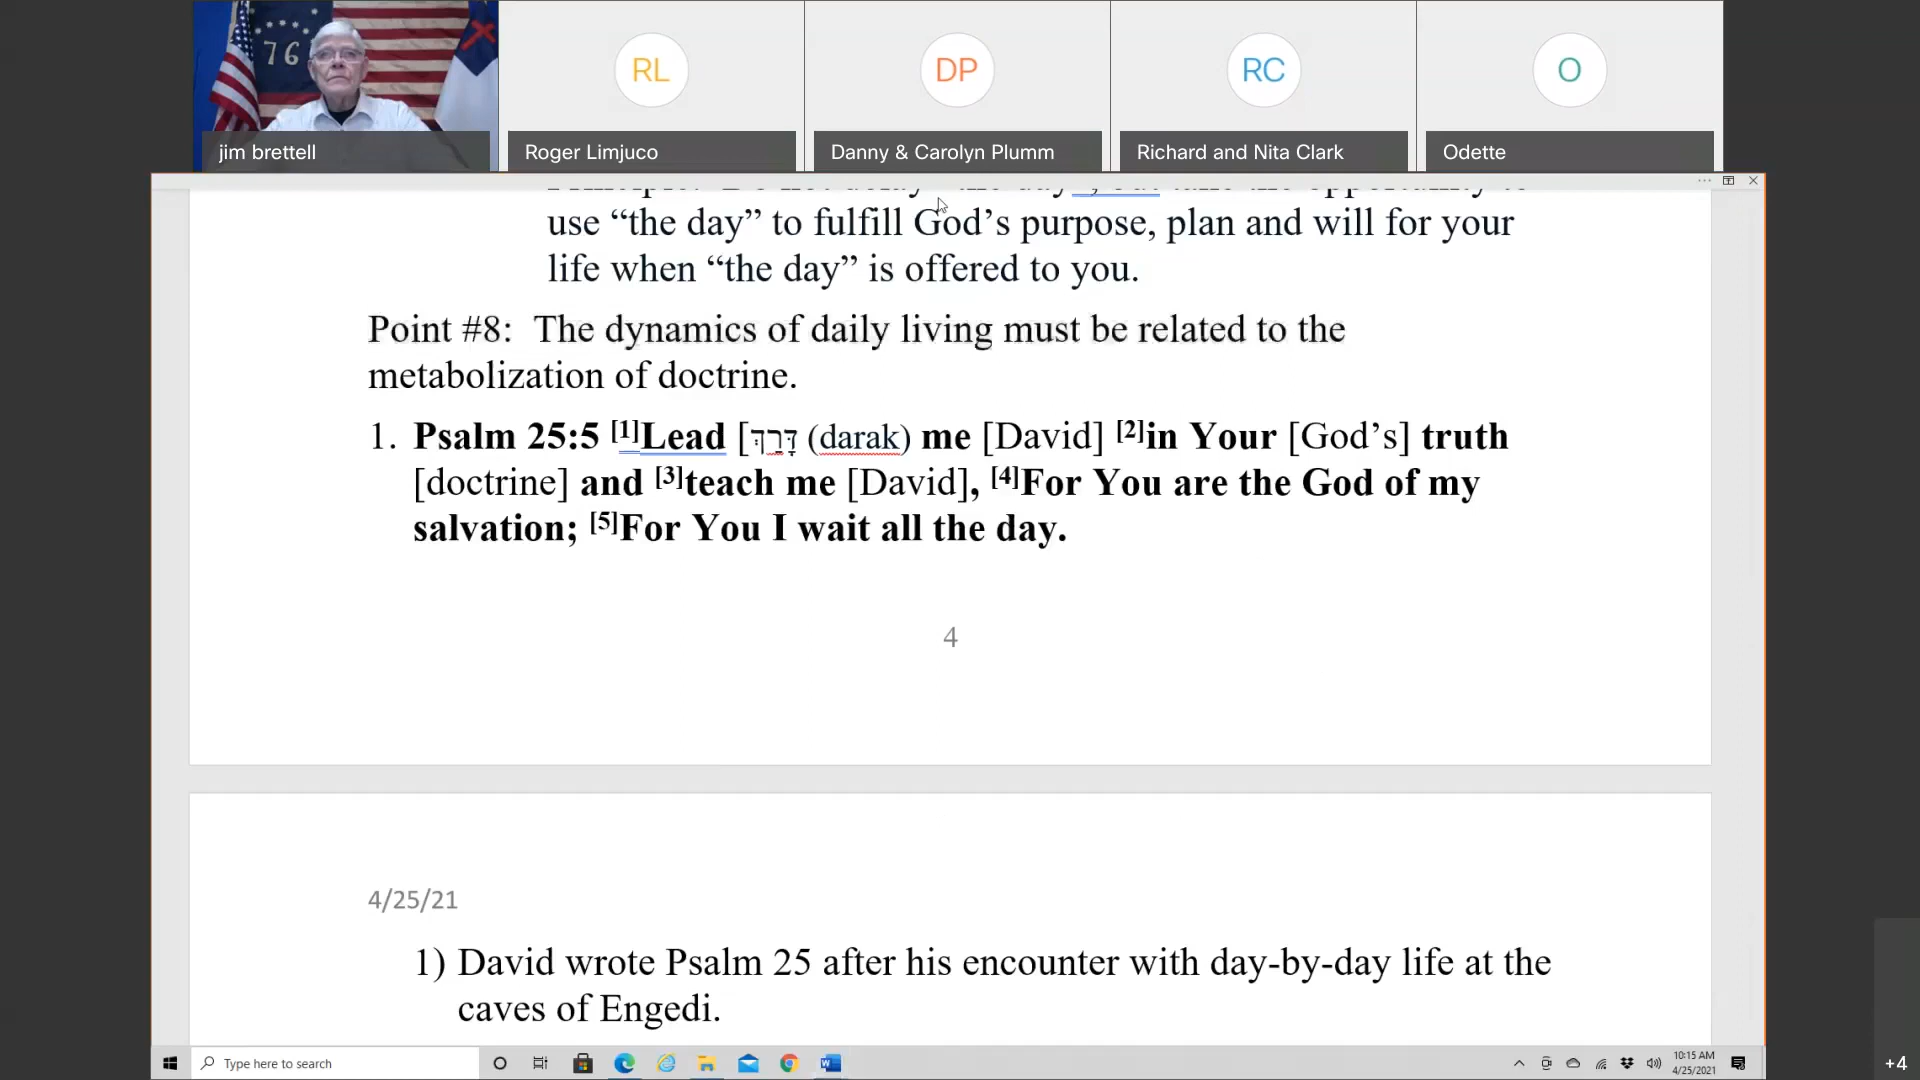 76
RL
DP
RC
O
jim brettell
Roger Limjuco
Danny & Carolyn Plumm
Richard and Nita Clark
Odette
use “the day” to fulfill God’s purpose, plan and will for your
life when “the day” is offered to you.
Point #8:  The dynamics of daily living must be related to the
metabolization of doctrine.
1. Psalm 25:5 [1]Lead [דָּרַךְ (darak) me [David] [2]in Your [God’s] truth
[doctrine] and [3]teach me [David], [4]For You are the God of my
salvation; [5]For You I wait all the day.
4
4/25/21
1) David wrote Psalm 25 after his encounter with day-by-day life at the
caves of Engedi.
Type here to search
10:15 AM
4/25/2021
+4